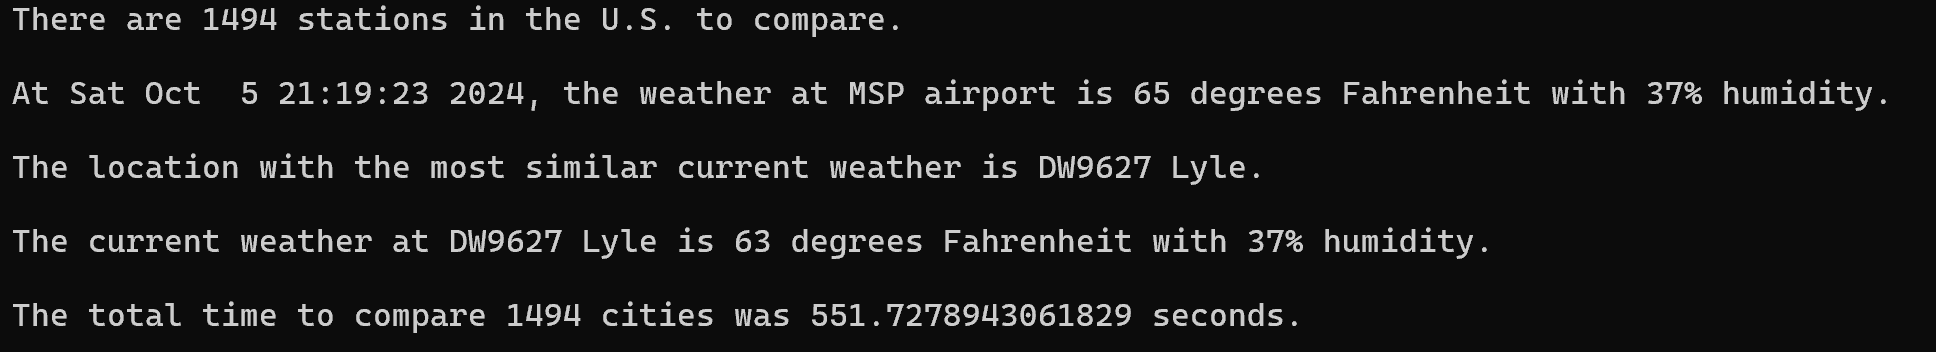 There are 1494 stations in the U.S. to compare.
At Sat Oct  5 21:19:23 2024, the weather at MSP airport is 65 degrees Fahrenheit with 37% humidity.
The location with the most similar current weather is DW9627 Lyle.
The current weather at DW9627 Lyle is 63 degrees Fahrenheit with 37% humidity.
The total time to compare 1494 cities was 551.7278943061829 seconds.